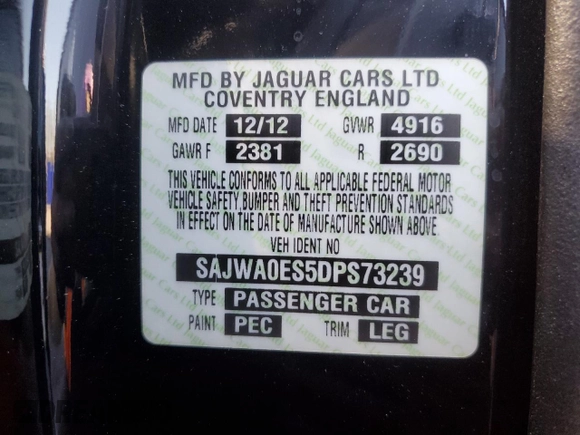 MFD BY JAGUAR CARS LTD
COVENTRY ENGLAND
MFD DATE 12/12 GVWR 4916
GAWR F 2381 R 2690
THIS VEHICLE CONFORMS TO ALL APPLICABLE FEDERAL MOTOR
VEHICLE SAFETY,BUMPER AND THEFT PREVENTION STANDARDS
IN EFFECT ON THE DATE OF MANUFACTURE SHOWN ABOVE
VEH IDENT NO
SAJWA0ES5DPS73239
TYPE PASSENGER CAR
PAINT PEC TRIM LEG